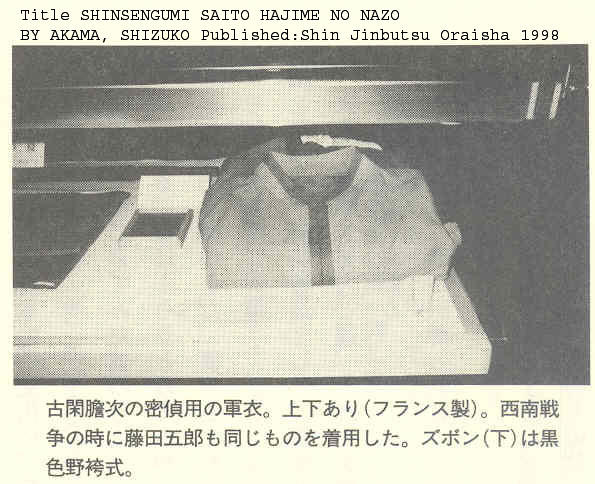 Title SHINSENGUMI SAITO HAJIME NO NAZO
BY AKAMA, SHIZUKO Published:Shin Jinbutsu Oraisha 1998
古閑膽次の密偵用の軍衣。上下あり(フランス製)。西南戦
争の時に藤田五郎も同じものを着用した。ズボン(下)は黒
色野袴式。